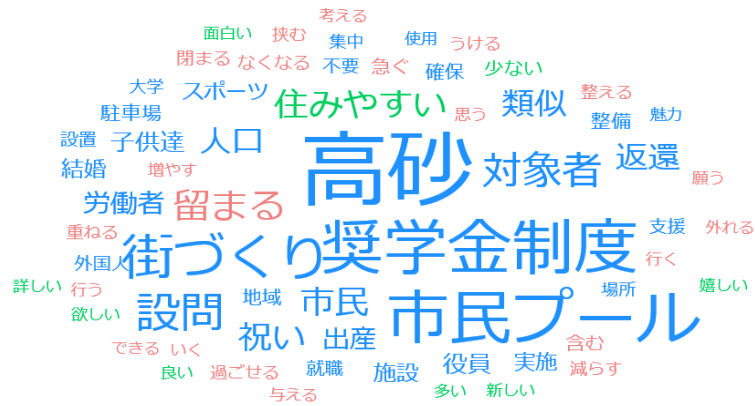 考える
面白い 挟む 集中 使用 うける
閉まる なくなる 不要 急ぐ 確保 少ない
大学 スポーツ 住みやすい 類似 整える
駐車場 思う 整備 魅力
設置 子供達 人口 高砂 対象者 返還
結婚 増やす 願う
労働者 留まる
重ねる 街づくり 奨学金制度 支援 外れる
外国人 行く
詳しい 行う 地域 市民 市民プール 場所 嬉しい
欲しい 設問
祝い 出産
できる いく 含む
良い 過ごせる 就職 施設 役員 実施 減らす
与える 多い 新しい